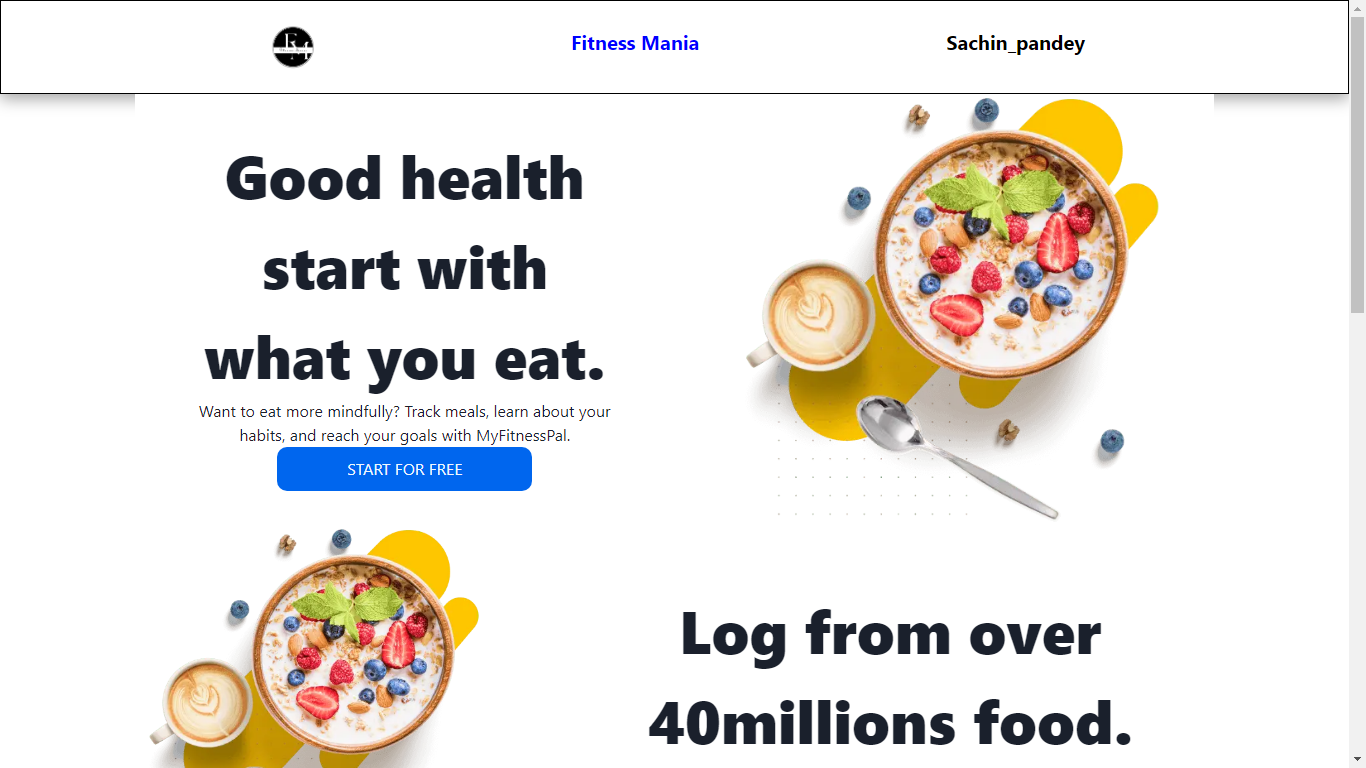 Fitness Mania
Sachin_pandey
Good health
start with
what you eat.
Want to eat more mindfully? Track meals, learn about your
habits, and reach your goals with MyFitnessPal.
START FOR FREE
Log from over
40millions food.